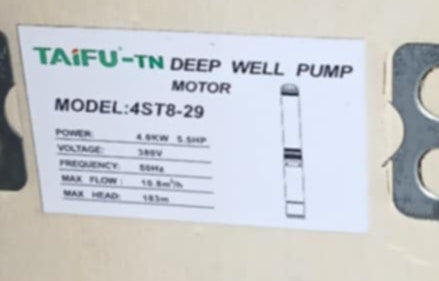 TAiFU®-TN DEEP WELL PUMP
MOTOR
MODEL:4ST8-29
POWER: 4.0KW 5.5HP
VOLTAGE: 380V
FREQUENCY: 50Hz
MAX FLOW: 10.8m³/h
MAX HEAD: 183m